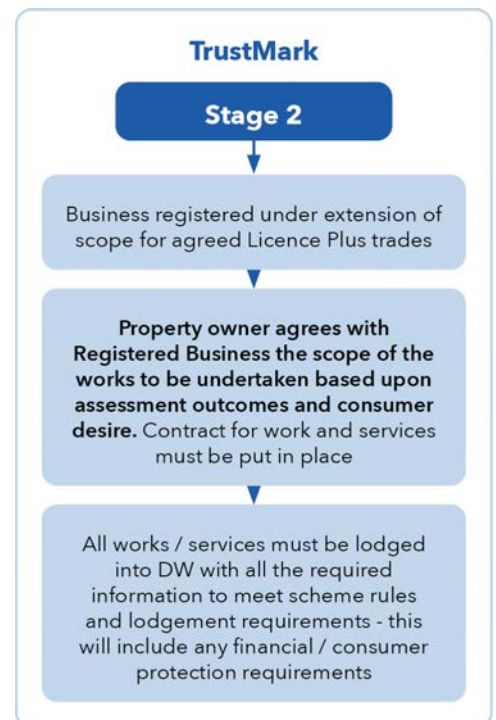 TrustMark
Stage 2
Business registered under extension of
scope for agreed Licence Plus trades
Property owner agrees with
Registered Business the scope of the
works to be undertaken based upon
assessment outcomes and consumer
desire. Contract for work and services
must be put in place
All works / services must be lodged
into DW with all the required
information to meet scheme rules
and lodgement requirements - this
will include any financial / consumer
protection requirements